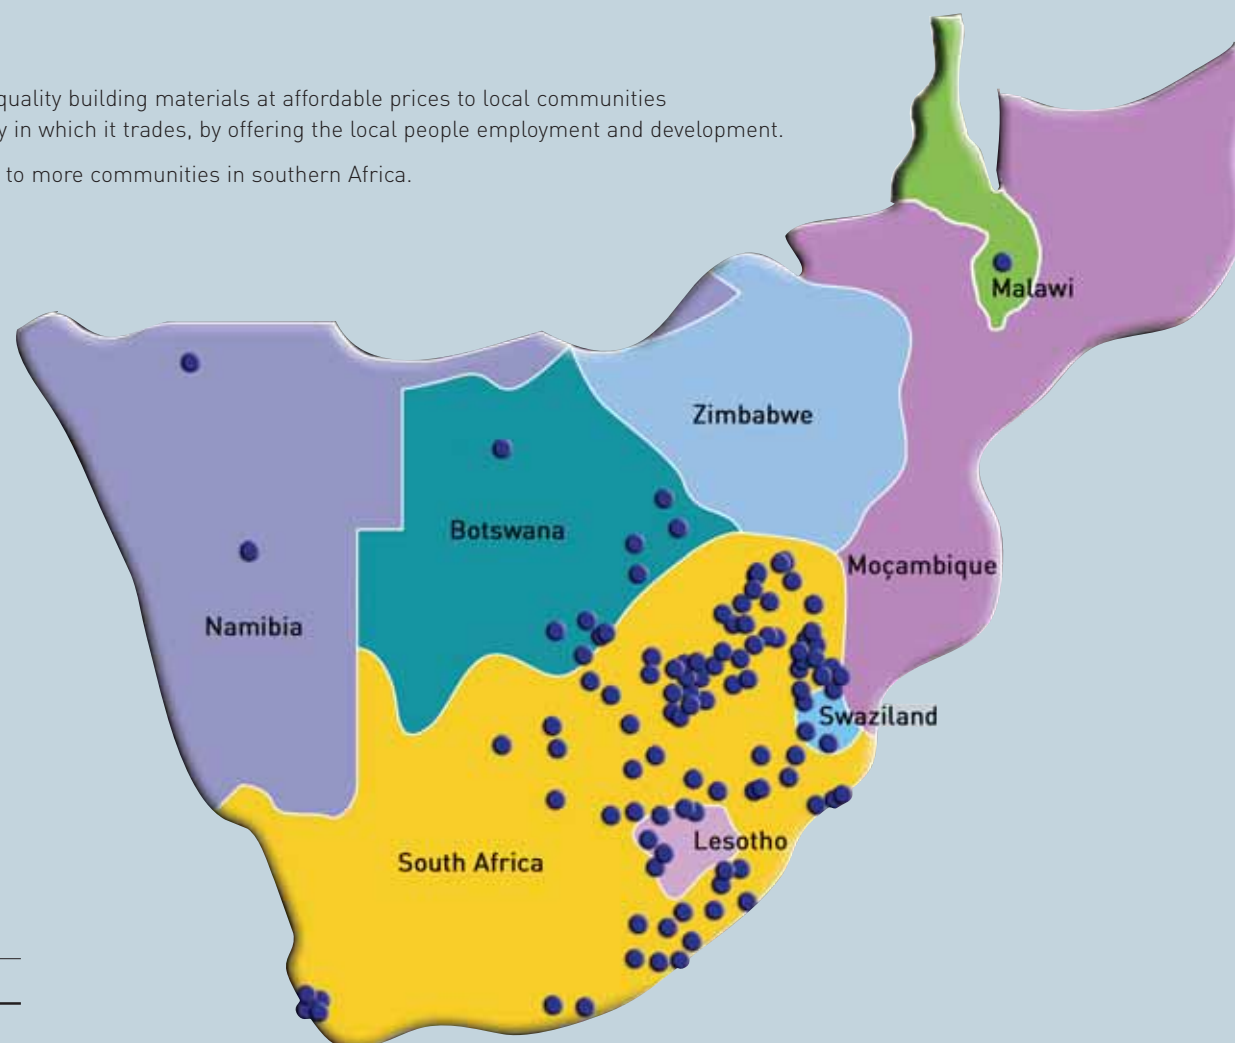 quality building materials at affordable prices to local communities
y in which it trades, by offering the local people employment and development.
to more communities in southern Africa.
Malawi
Zimbabwe
Botswana
Moçambique
Namibia
Swaziland
Lesotho
South Africa